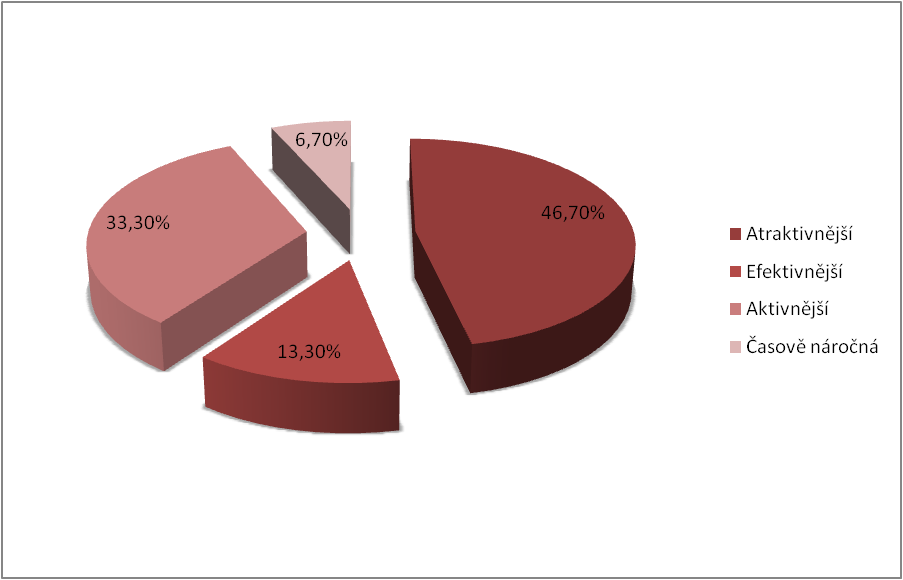 6,70%
46,70%
33,30%
13,30%
Atraktivnější
Efektivnější
Aktivnější
Časově náročná